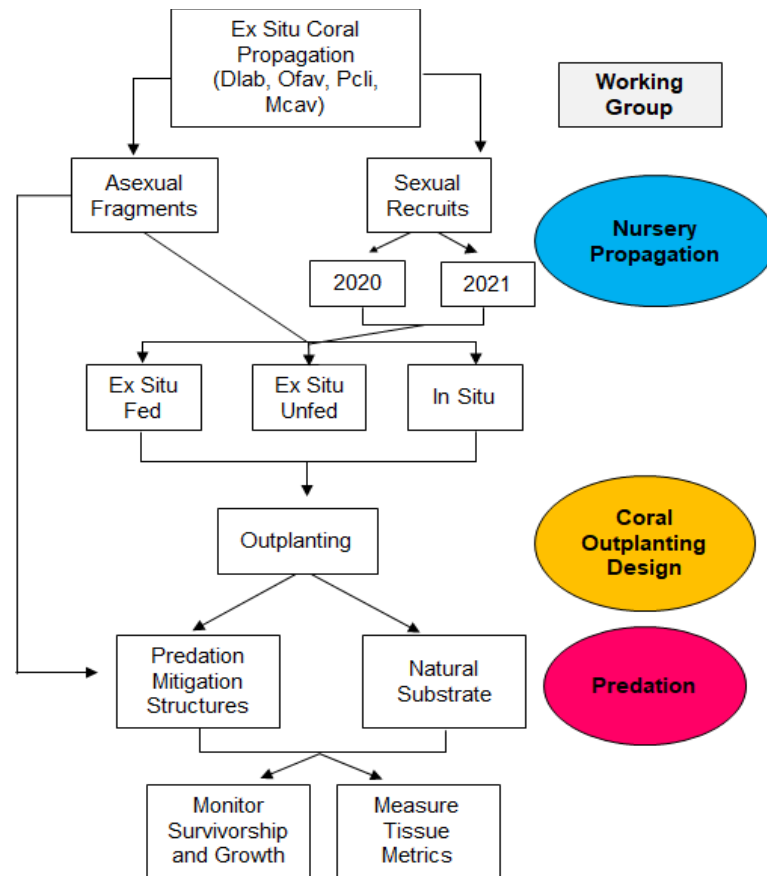 Ex Situ Coral
Propagation
(Dlab, Ofav, Pcli,
Mcav)
Working
Group
Asexual
Fragments
Sexual
Recruits
Nursery
Propagation
2020
2021
Ex Situ
Fed
Ex Situ
Unfed
In Situ
Outplanting
Coral
Outplanting
Design
Predation
Mitigation
Structures
Natural
Substrate
Predation
Monitor
Survivorship
and Growth
Measure
Tissue
Metrics